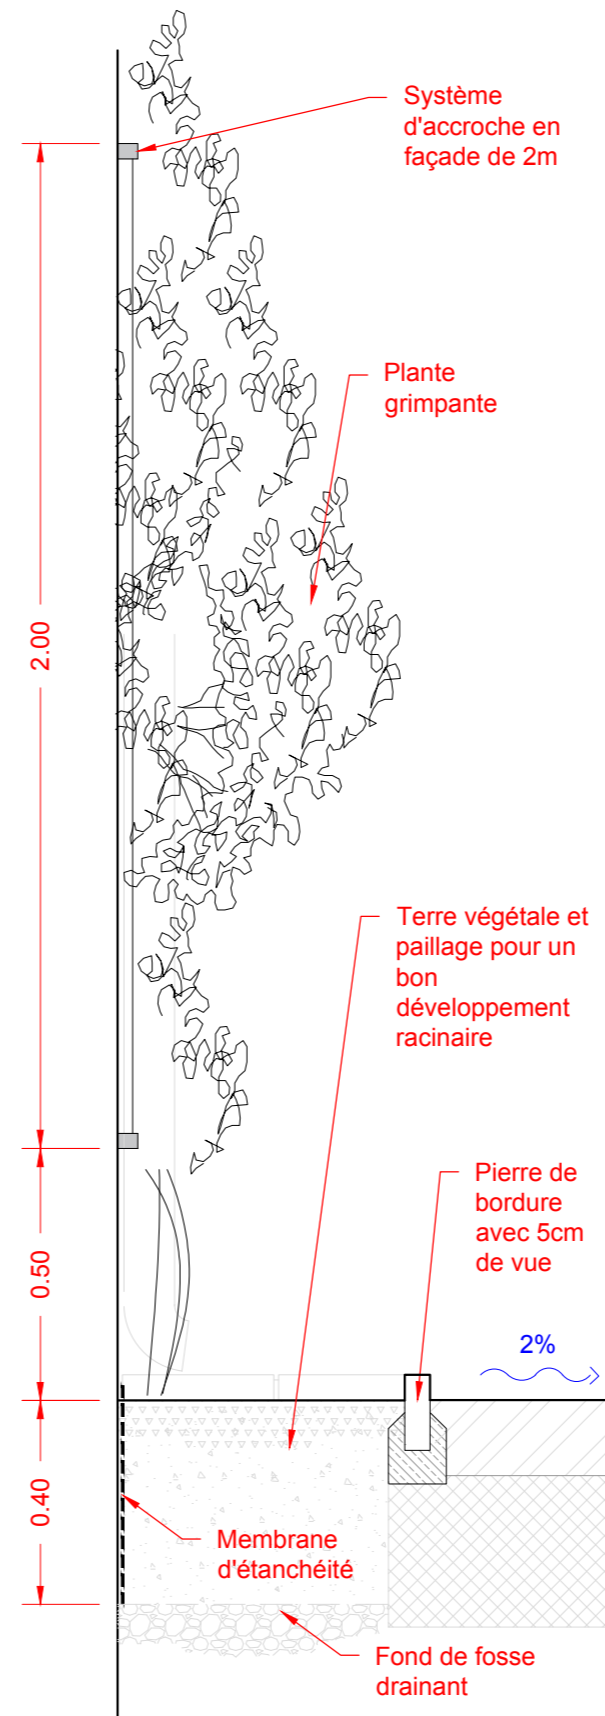 Système
d'accroche en
façade de 2m
Plante
grimpante
2.00
Terre végétale et
paillage pour un
bon
développement
racinaire
Pierre de
bordure
avec 5cm
de vue
0.50
2%
0.40
Membrane
d'étanchéité
Fond de fosse
drainant